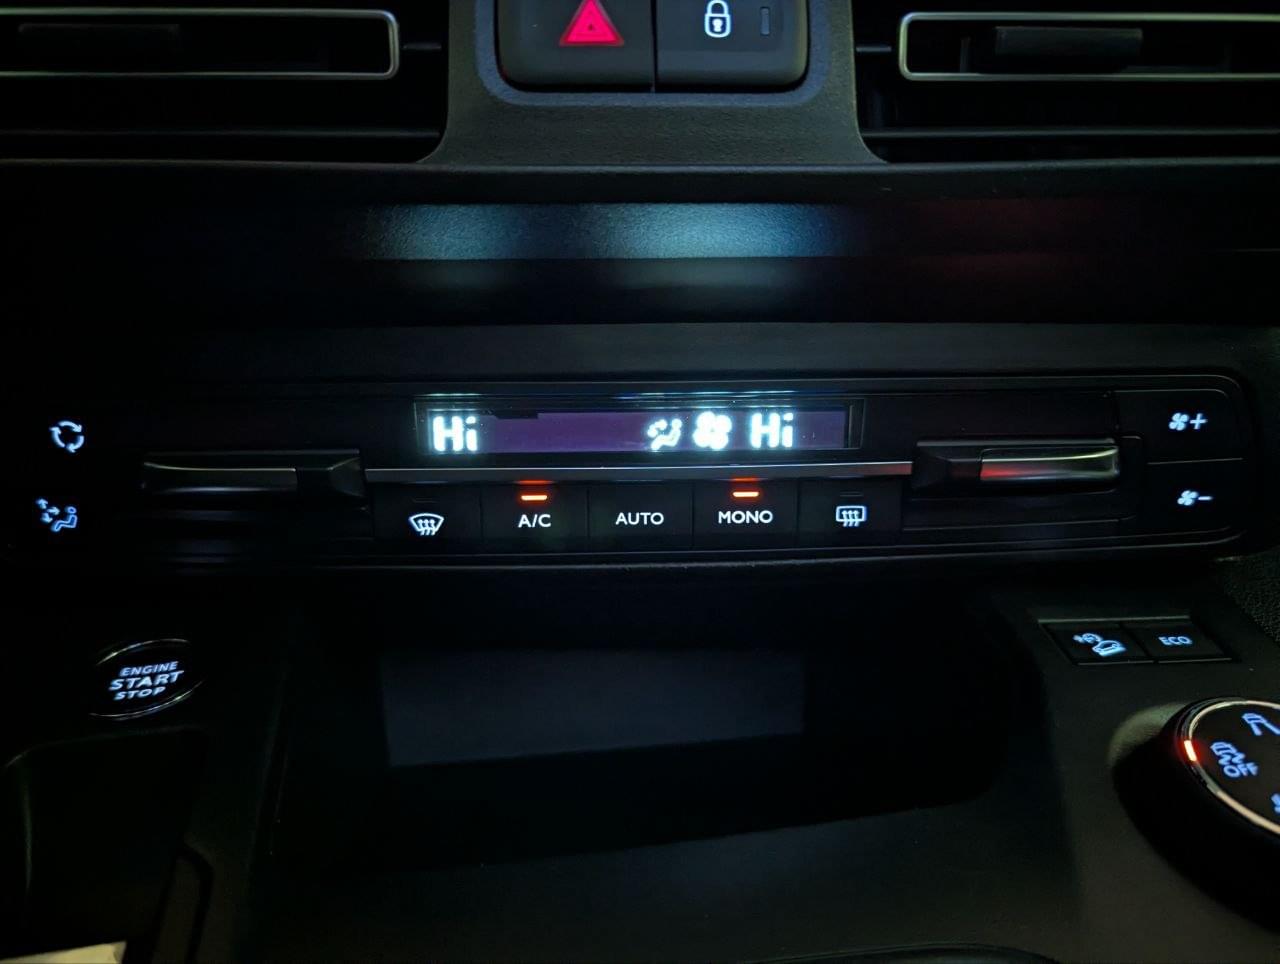 Hi Hi
A/C AUTO MONO
ENGINE
START
STOP
ECO
OFF